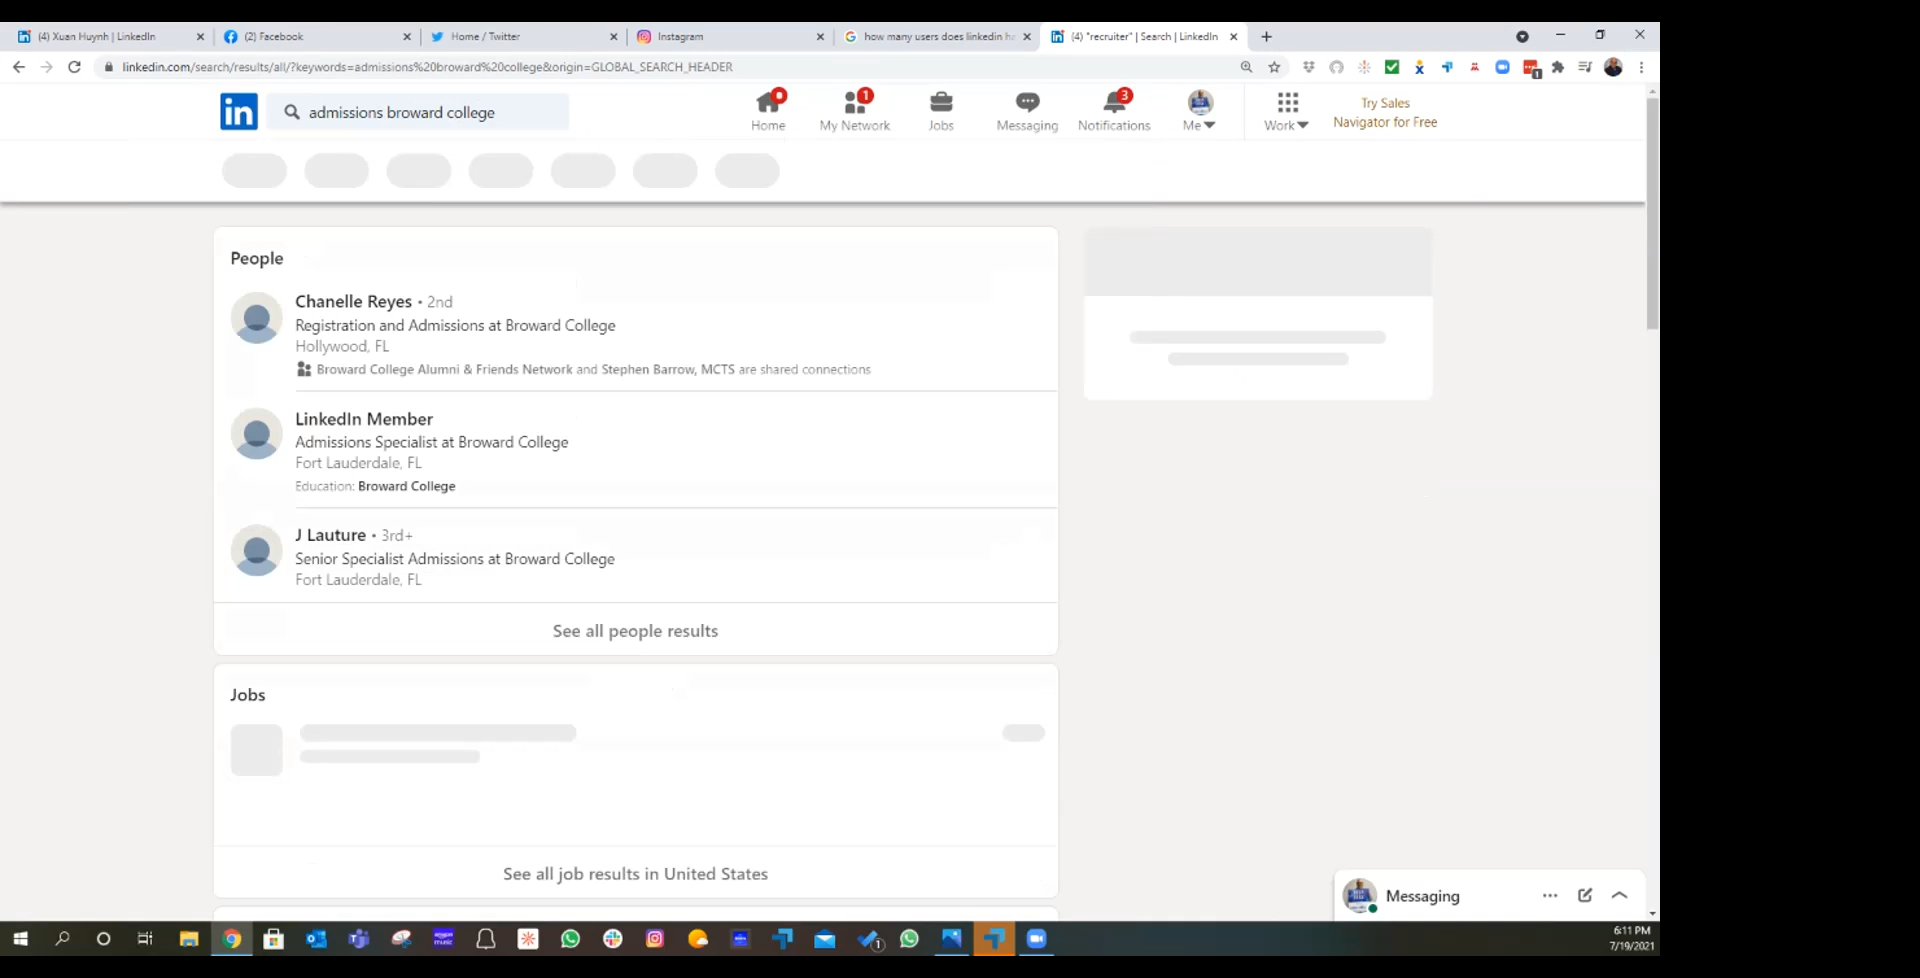 (4) Xuan Huynh | LinkedIn
(2) Facebook
Home / Twitter
Instagram
how many users does linkedin h
(4) "recruiter" | Search | LinkedIn
linkedin.com/search/results/all/?keywords=admissions%20broward%20college&origin=GLOBAL_SEARCH_HEADER
in
admissions broward college
Home
1
My Network
Jobs
Messaging
3
Notifications
Me
Work
Try Sales
Navigator for Free
People
Chanelle Reyes • 2nd
Registration and Admissions at Broward College
Hollywood, FL
Broward College Alumni & Friends Network and Stephen Barrow, MCTS are shared connections
LinkedIn Member
Admissions Specialist at Broward College
Fort Lauderdale, FL
Education: Broward College
J Lauture • 3rd+
Senior Specialist Admissions at Broward College
Fort Lauderdale, FL
See all people results
Jobs
See all job results in United States
Messaging
6:11 PM
7/19/2021